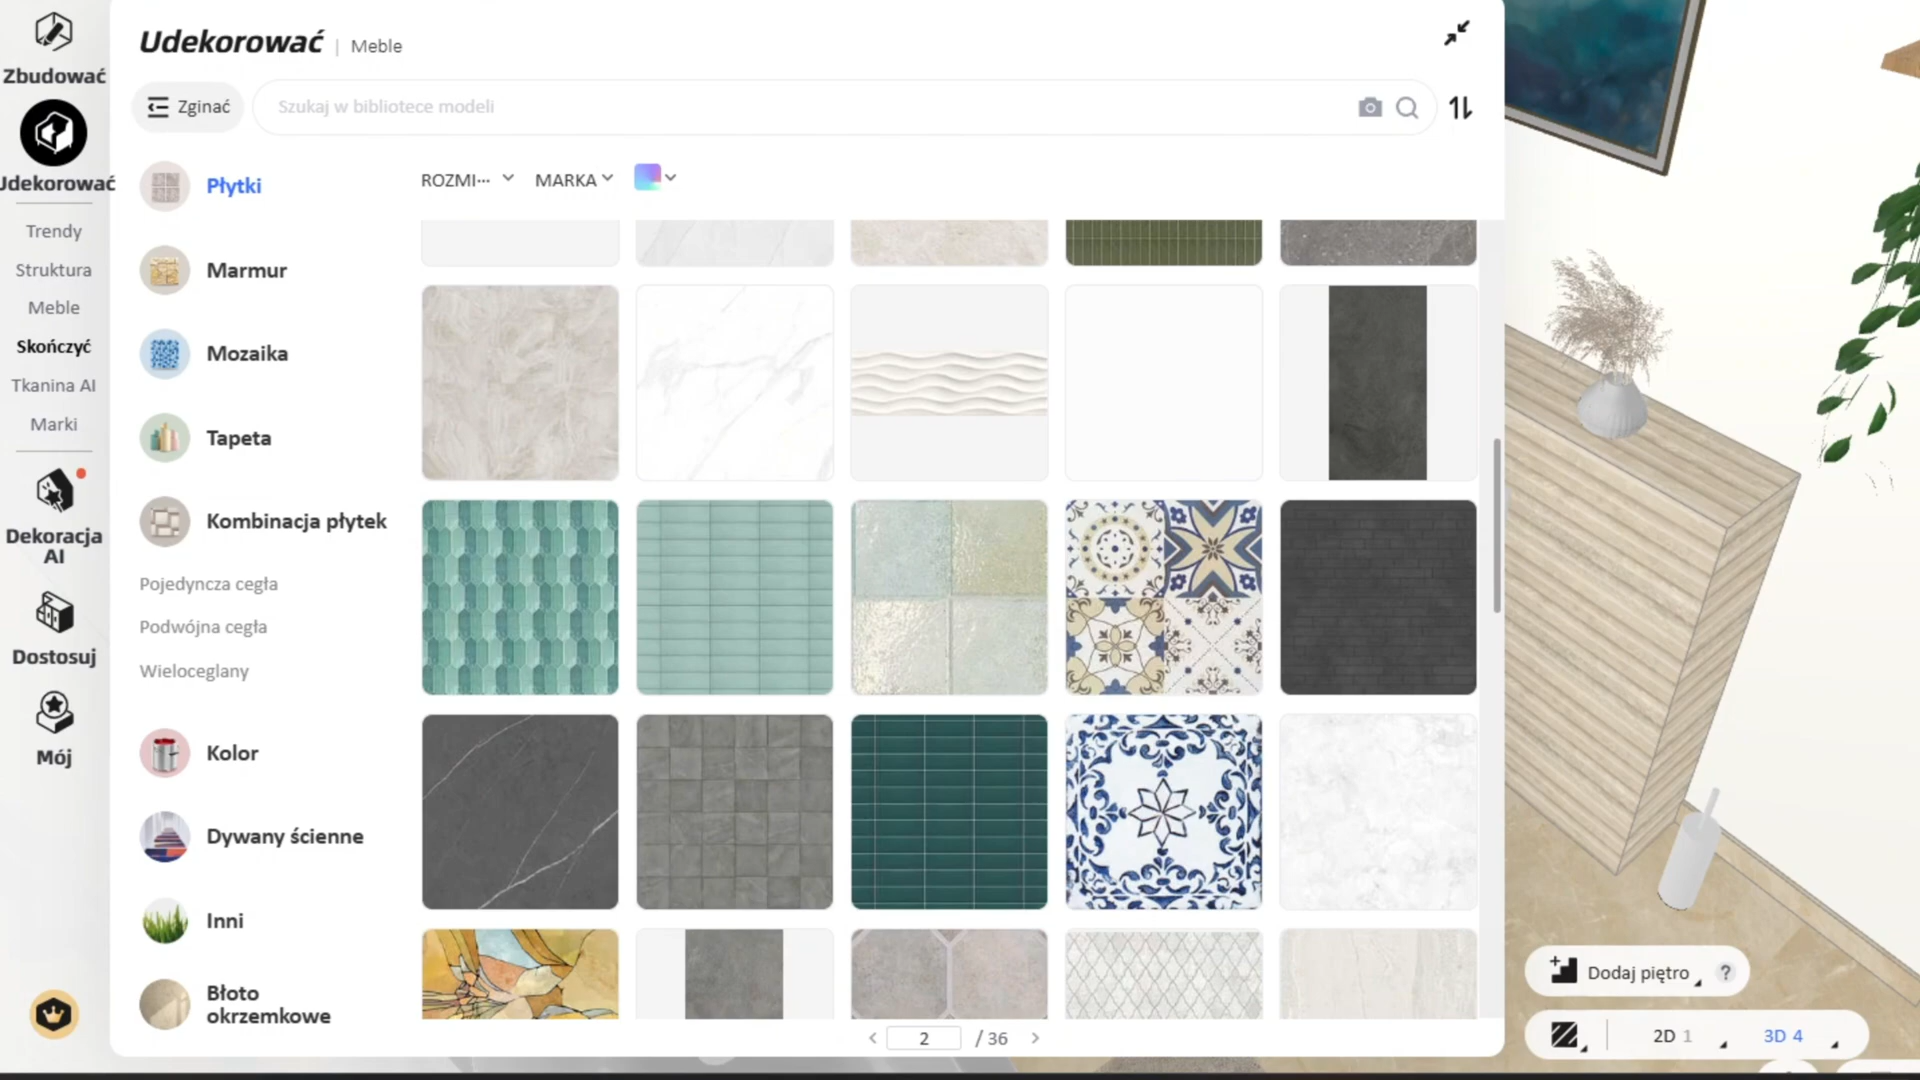 Udekorować | Meble
Zginać
Szukaj w bibliotece modeli
Zbudować
Udekorować
Trendy
Struktura
Meble
Skończyć
Tkanina AI
Marki
Dekoracja
AI
Dostosuj
Mój
Płytki
Marmur
Mozaika
Tapeta
Kombinacja płytek
Pojedyncza cegła
Podwójna cegła
Wieloceglany
Kolor
Dywany ścienne
Inni
Błoto
okrzemkowe
ROZMI...
MARKA
2 / 36
Dodaj piętro ?
2D 1
3D 4